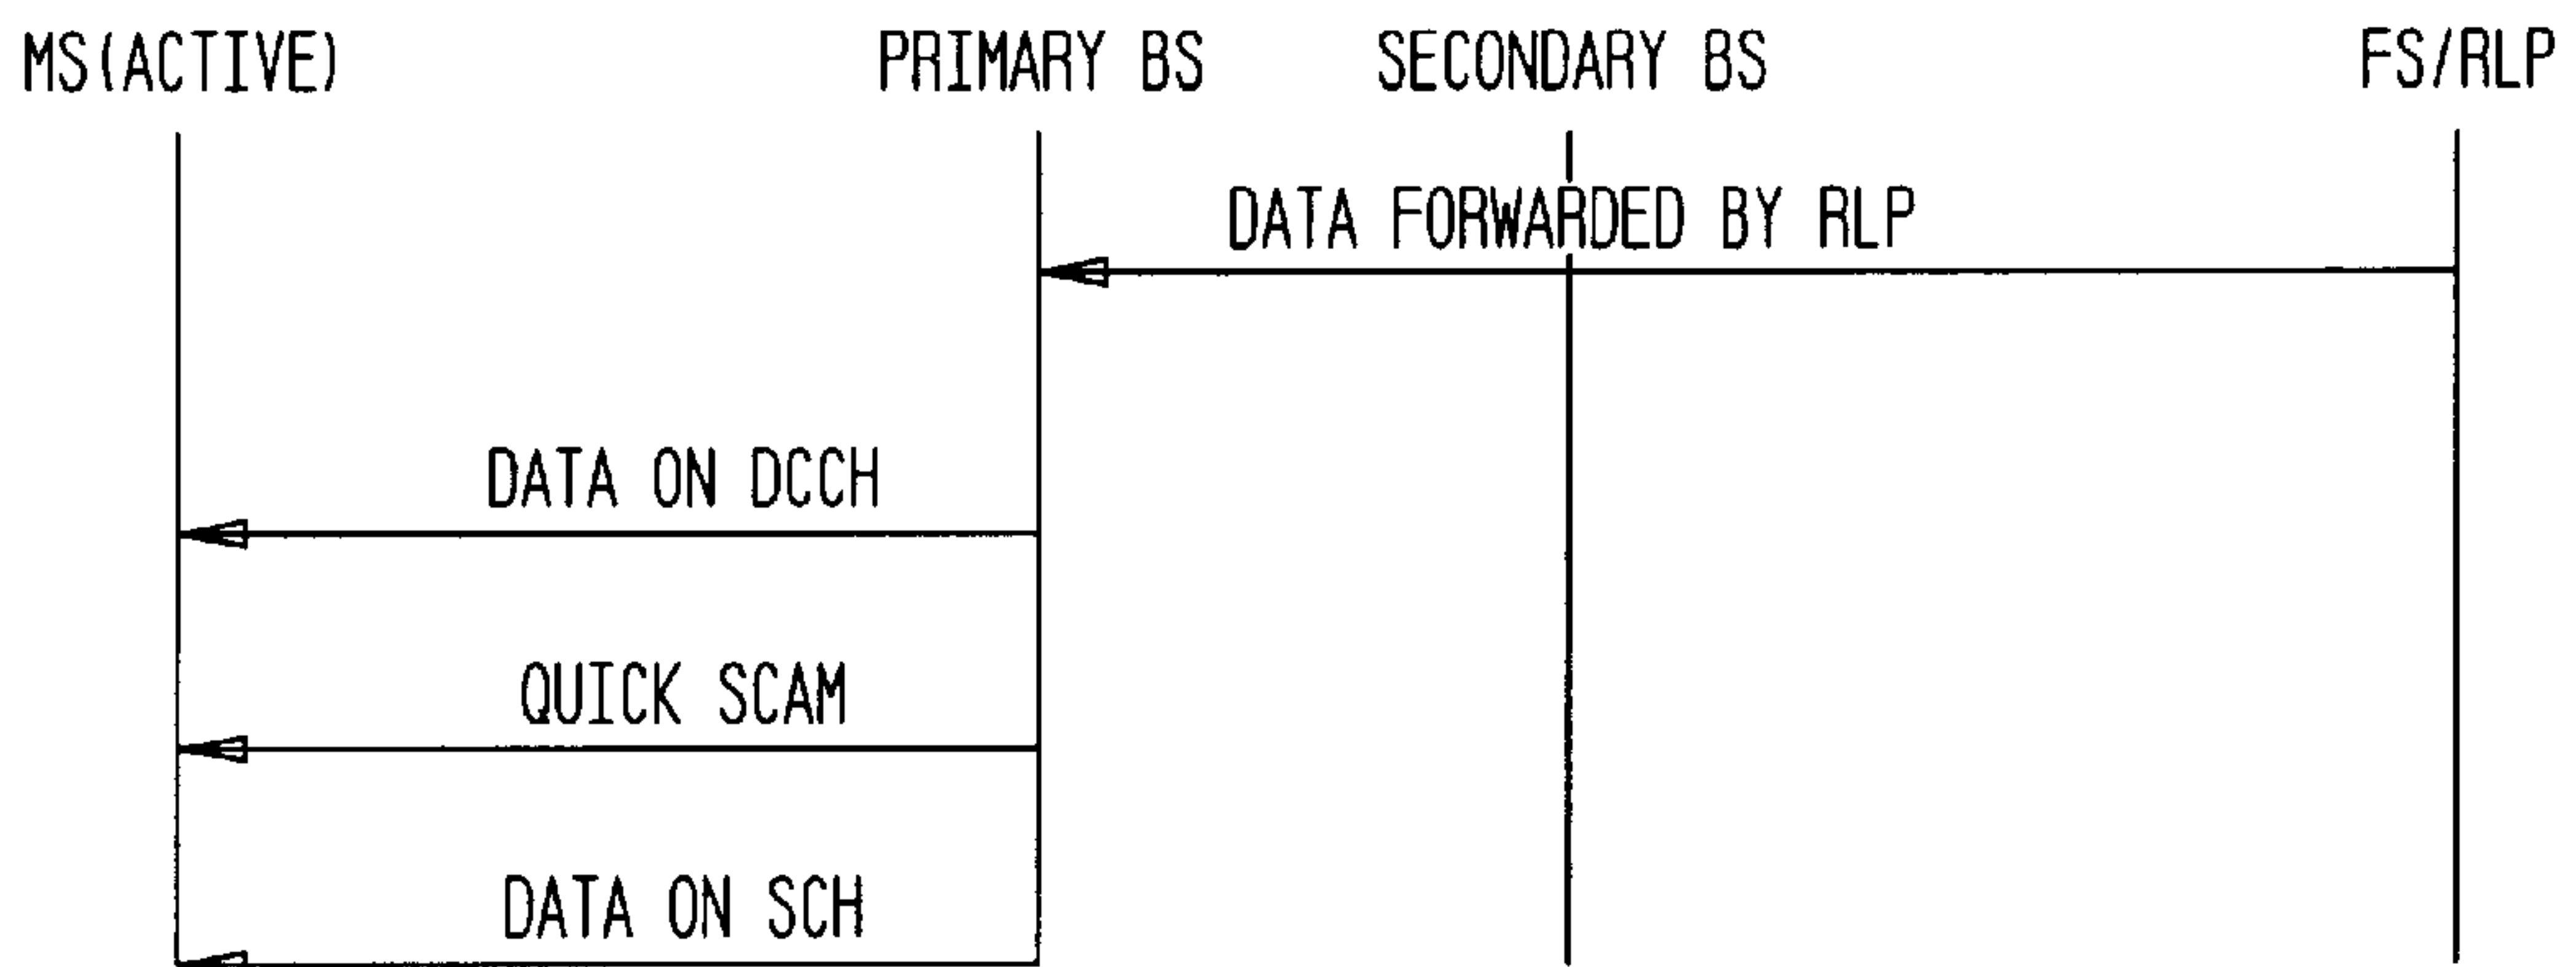 MS(ACTIVE) PRIMARY BS SECONDARY BS FS/RLP
DATA FORWARDED BY RLP
DATA ON DCCH
QUICK SCAM
DATA ON SCH